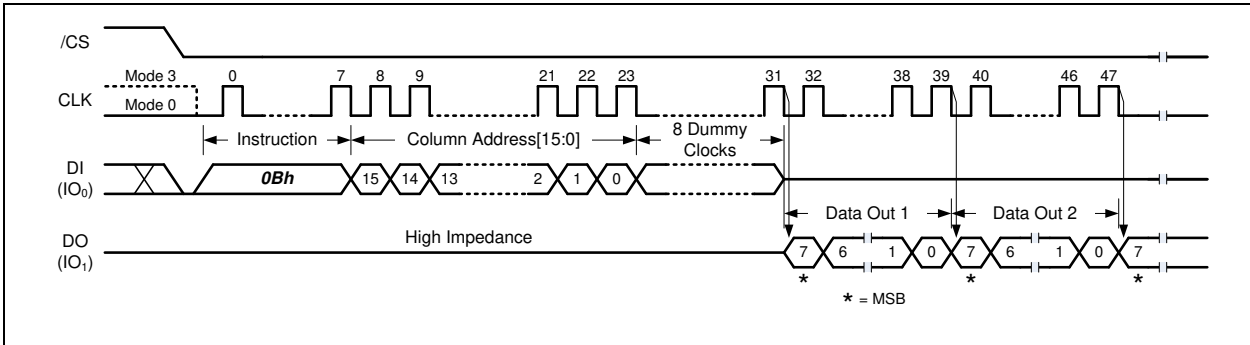 /CS
Mode 3 0 7 8 9 21 22 23 31 32 38 39 40 46 47
CLK
Mode 0
Instruction Column Address[15:0] 8 Dummy
Clocks
DI
(IO0) 0Bh 15 14 13 2 1 0
Data Out 1 Data Out 2
DO
(IO1) High Impedance 7 6 1 0 7 6 1 0 7
* * *
* = MSB